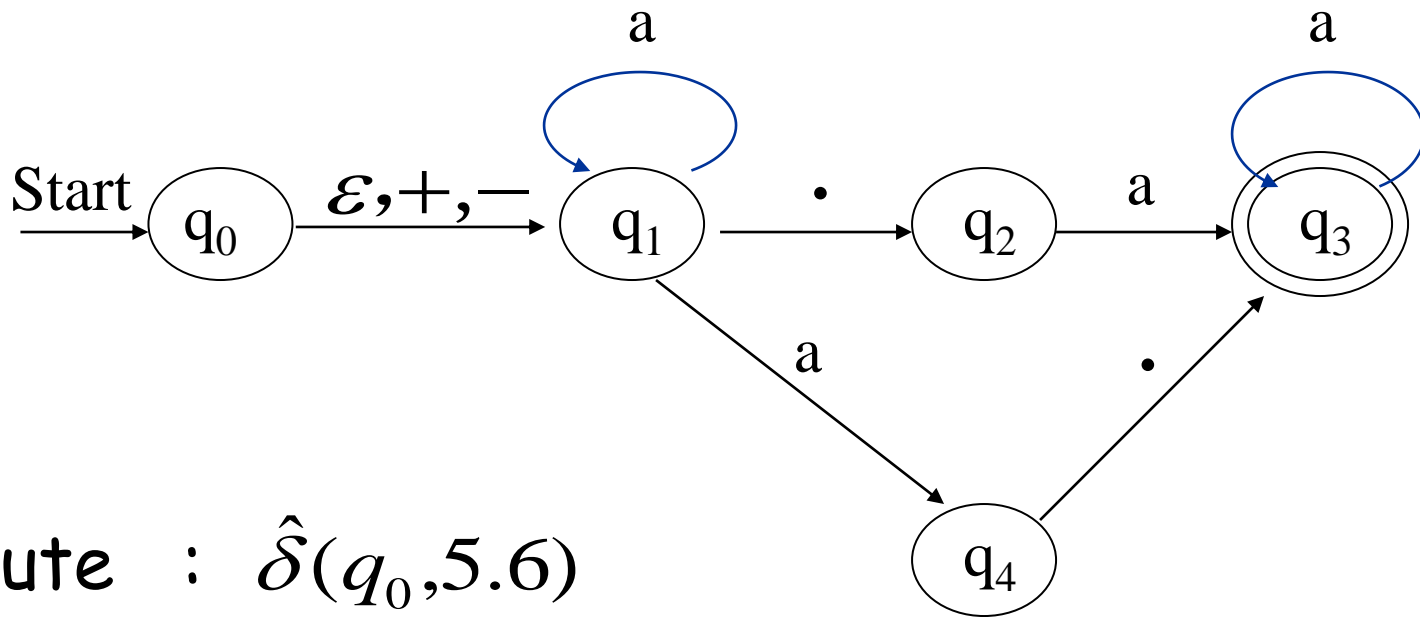 a
a
Start
q₀
ε,+,−
q₁
.
q₂
a
q₃
a
.
q₄
ute : δ̂(q₀,5.6)